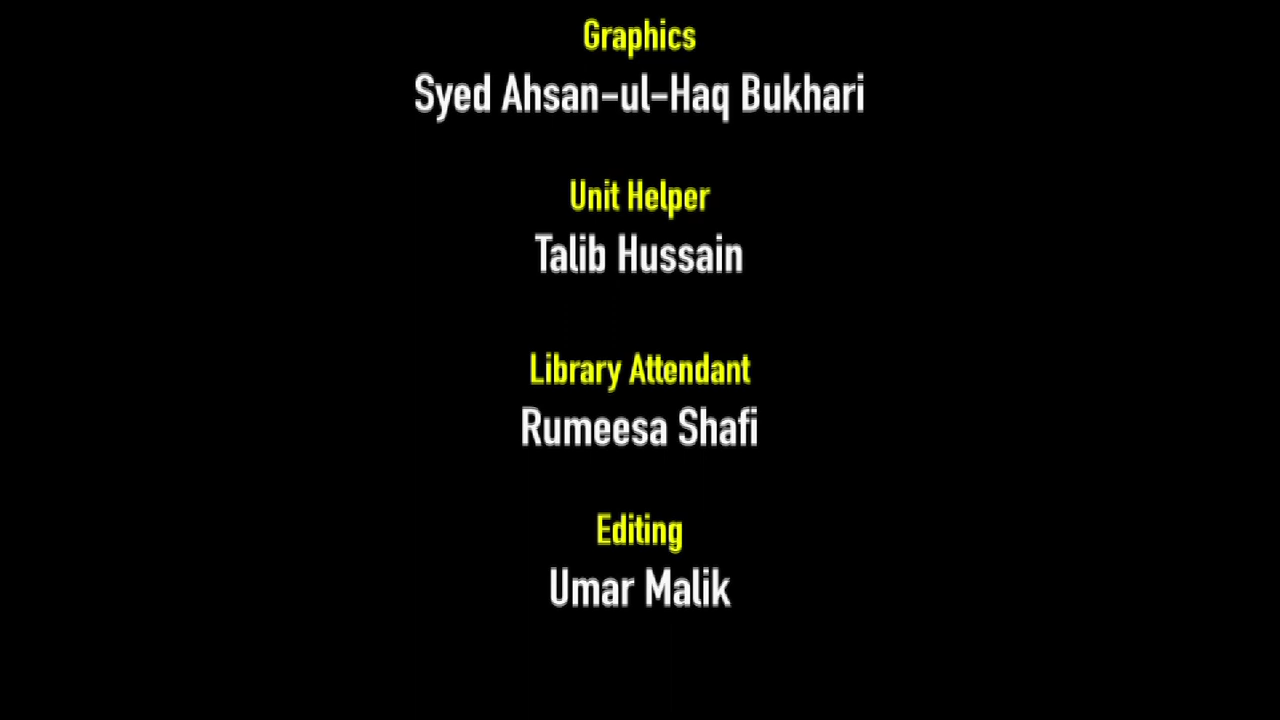 Graphics
Syed Ahsan-ul-Haq Bukhari
Unit Helper
Talib Hussain
Library Attendant
Rumeesa Shafi
Editing
Umar Malik